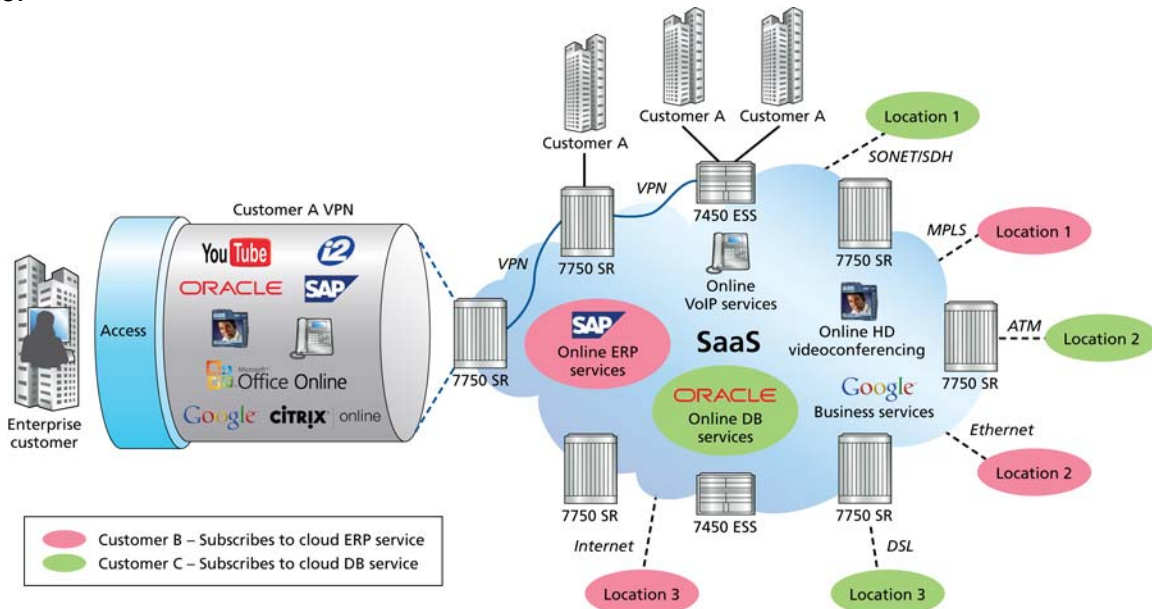 Customer A
Customer A
Customer A
Location 1
SONET/SDH
Customer A VPN
VPN
7450 ESS
MPLS
Location 1
YouTube
i2
VPN
7750 SR
7750 SR
ORACLE
SAP
Online
VoIP services
Access
SAP
Online ERP
services
SaaS
Online HD
videoconferencing
ATM
Location 2
7750 SR
7750 SR
Microsoft
Office Online
ORACLE
Online DB
services
Google
Business services
Google
CITRIX | online
Enterprise
customer
Ethernet
Location 2
7750 SR
7450 ESS
7750 SR
Customer B – Subscribes to cloud ERP service
Customer C – Subscribes to cloud DB service
Internet
DSL
Location 3
Location 3